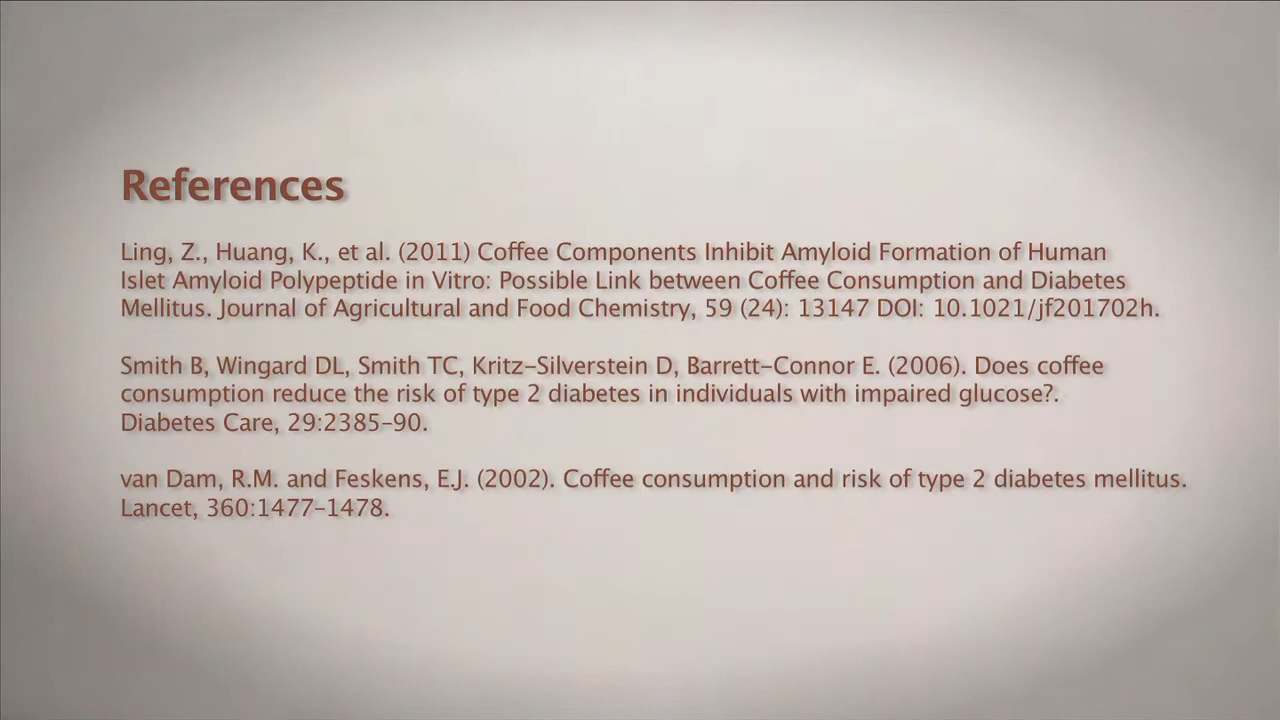 References
Ling, Z., Huang, K., et al. (2011) Coffee Components Inhibit Amyloid Formation of Human
Islet Amyloid Polypeptide in Vitro: Possible Link between Coffee Consumption and Diabetes
Mellitus. Journal of Agricultural and Food Chemistry, 59 (24): 13147 DOI: 10.1021/jf201702h.
Smith B, Wingard DL, Smith TC, Kritz-Silverstein D, Barrett-Connor E. (2006). Does coffee
consumption reduce the risk of type 2 diabetes in individuals with impaired glucose?.
Diabetes Care, 29:2385-90.
van Dam, R.M. and Feskens, E.J. (2002). Coffee consumption and risk of type 2 diabetes mellitus.
Lancet, 360:1477-1478.